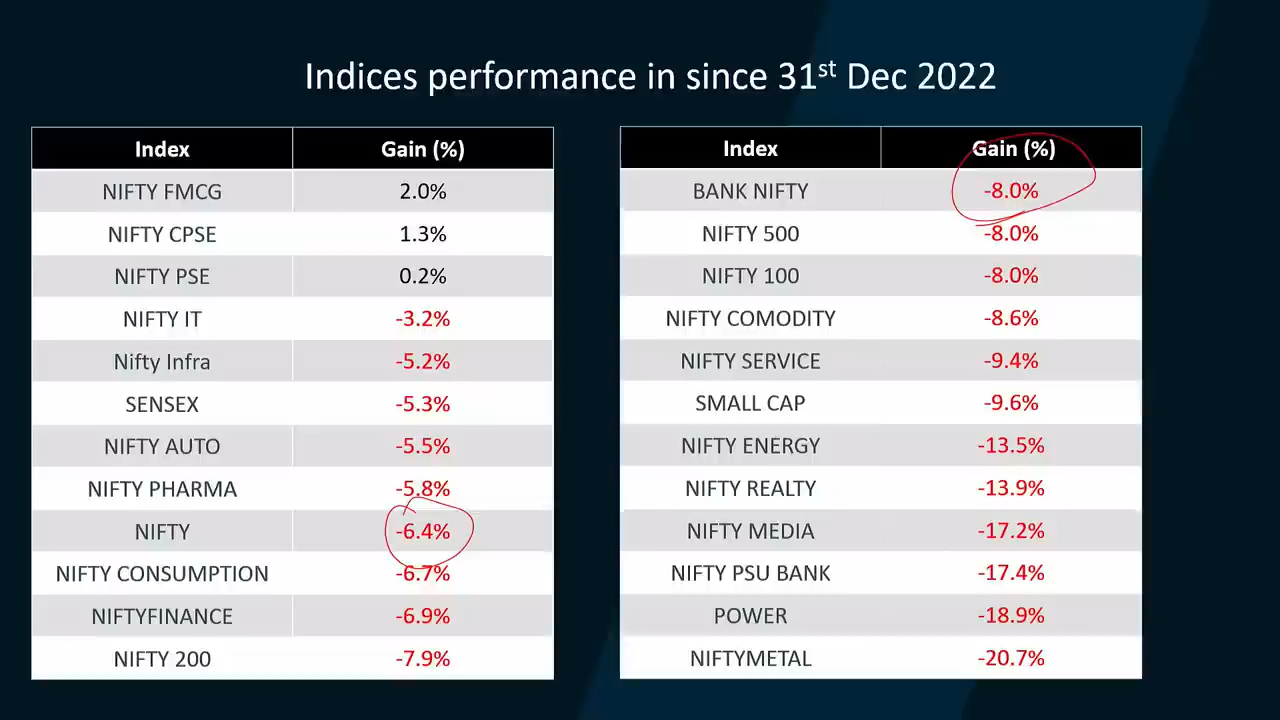 Indices performance in since 31st Dec 2022
Index Gain (%)
NIFTY FMCG 2.0%
NIFTY CPSE 1.3%
NIFTY PSE 0.2%
NIFTY IT -3.2%
Nifty Infra -5.2%
SENSEX -5.3%
NIFTY AUTO -5.5%
NIFTY PHARMA -5.8%
NIFTY -6.4%
NIFTY CONSUMPTION -6.7%
NIFTYFINANCE -6.9%
NIFTY 200 -7.9%
Index Gain (%)
BANK NIFTY -8.0%
NIFTY 500 -8.0%
NIFTY 100 -8.0%
NIFTY COMODITY -8.6%
NIFTY SERVICE -9.4%
SMALL CAP -9.6%
NIFTY ENERGY -13.5%
NIFTY REALTY -13.9%
NIFTY MEDIA -17.2%
NIFTY PSU BANK -17.4%
POWER -18.9%
NIFTYMETAL -20.7%